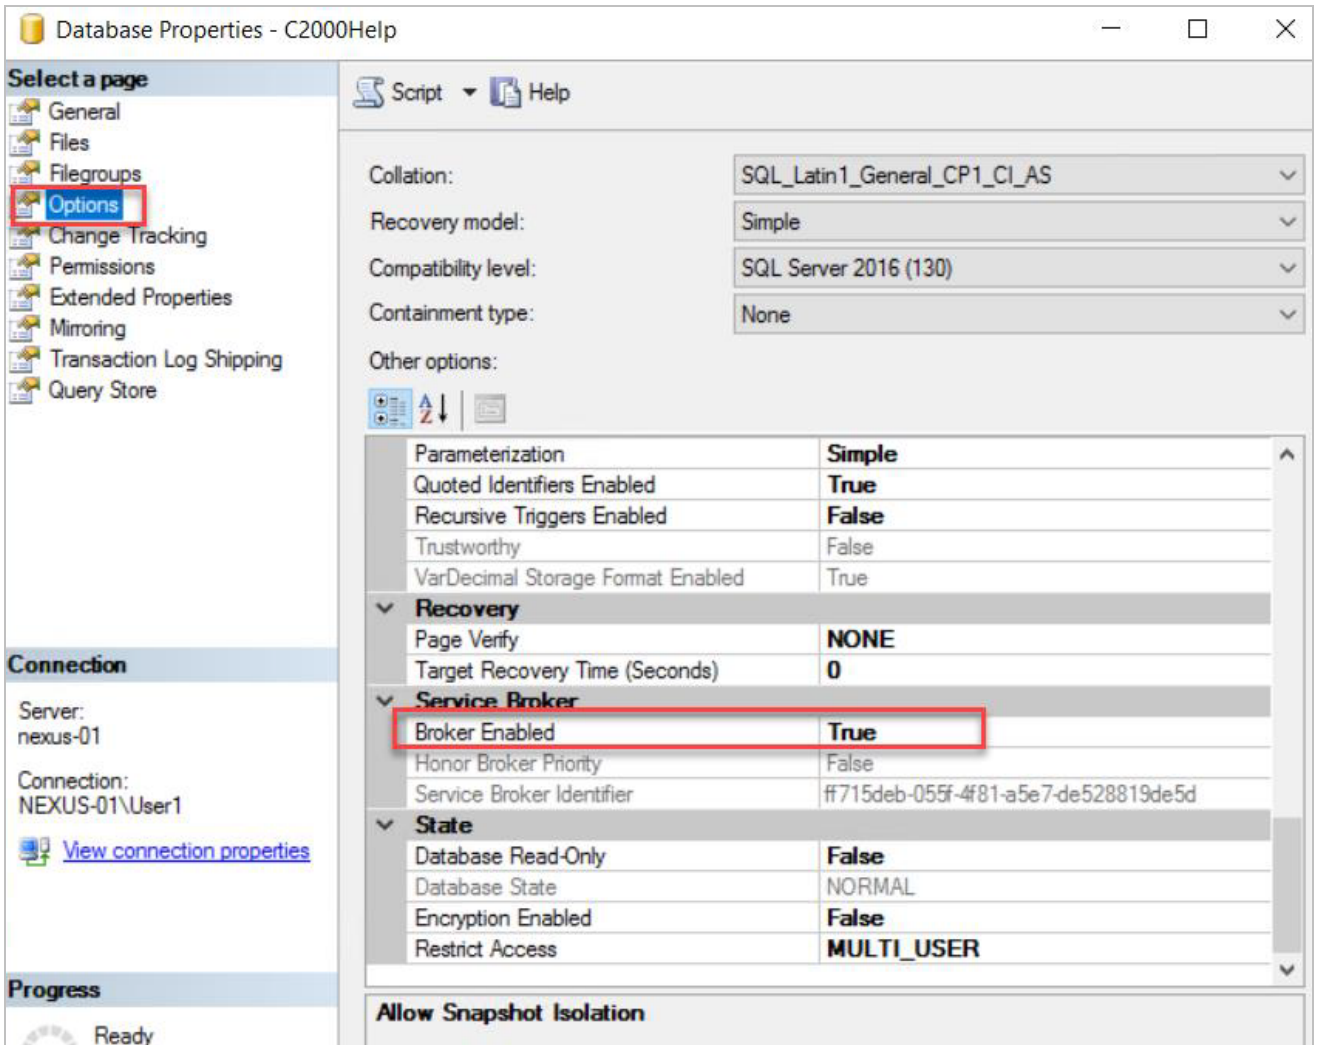 Database Properties - C2000Help
Select a page
General
Files
Filegroups
Options
Change Tracking
Permissions
Extended Properties
Mirroring
Transaction Log Shipping
Query Store
Connection
Server:
nexus-01
Connection:
NEXUS-01\User1
View connection properties
Progress
Ready
Script Help
Collation: SQL_Latin1_General_CP1_CI_AS
Recovery model: Simple
Compatibility level: SQL Server 2016 (130)
Containment type: None
Other options:
Parameterization Simple
Quoted Identifiers Enabled True
Recursive Triggers Enabled False
Trustworthy False
VarDecimal Storage Format Enabled True
Recovery
Page Verify NONE
Target Recovery Time (Seconds) 0
Service Broker
Broker Enabled True
Honor Broker Priority False
Service Broker Identifier ff715deb-055f-4f81-a5e7-de528819de5d
State
Database Read-Only False
Database State NORMAL
Encryption Enabled False
Restrict Access MULTI_USER
Allow Snapshot Isolation